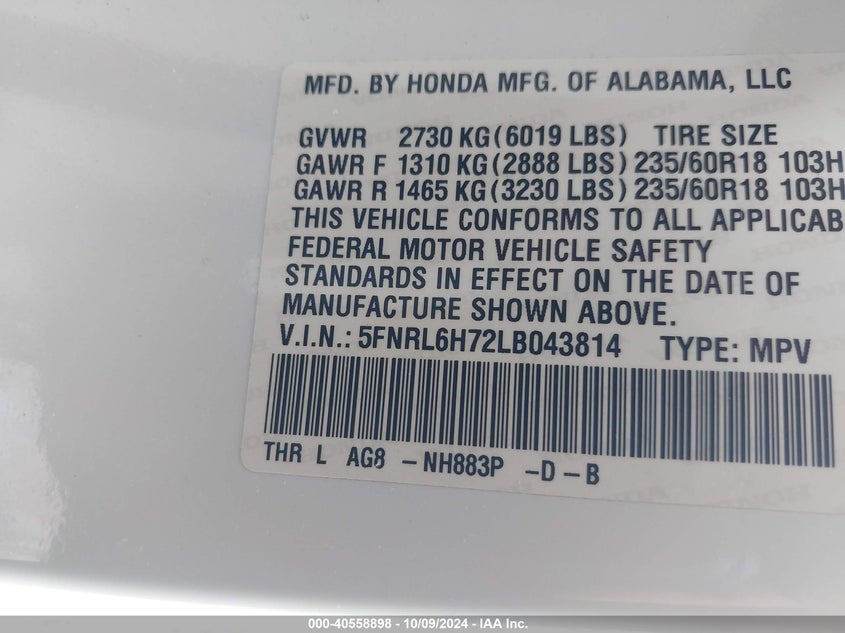 MFD. BY HONDA MFG. OF ALABAMA, LLC
GVWR 2730 KG (6019 LBS) TIRE SIZE
GAWR F 1310 KG (2888 LBS) 235/60R18 103H
GAWR R 1465 KG (3230 LBS) 235/60R18 103H
THIS VEHICLE CONFORMS TO ALL APPLICAB
FEDERAL MOTOR VEHICLE SAFETY
STANDARDS IN EFFECT ON THE DATE OF
MANUFACTURE SHOWN ABOVE.
V.I.N.: 5FNRL6H72LB043814 TYPE: MPV
THR L AG8 -NH883P -D-B
000-40558898 - 10/09/2024 - IAA Inc.